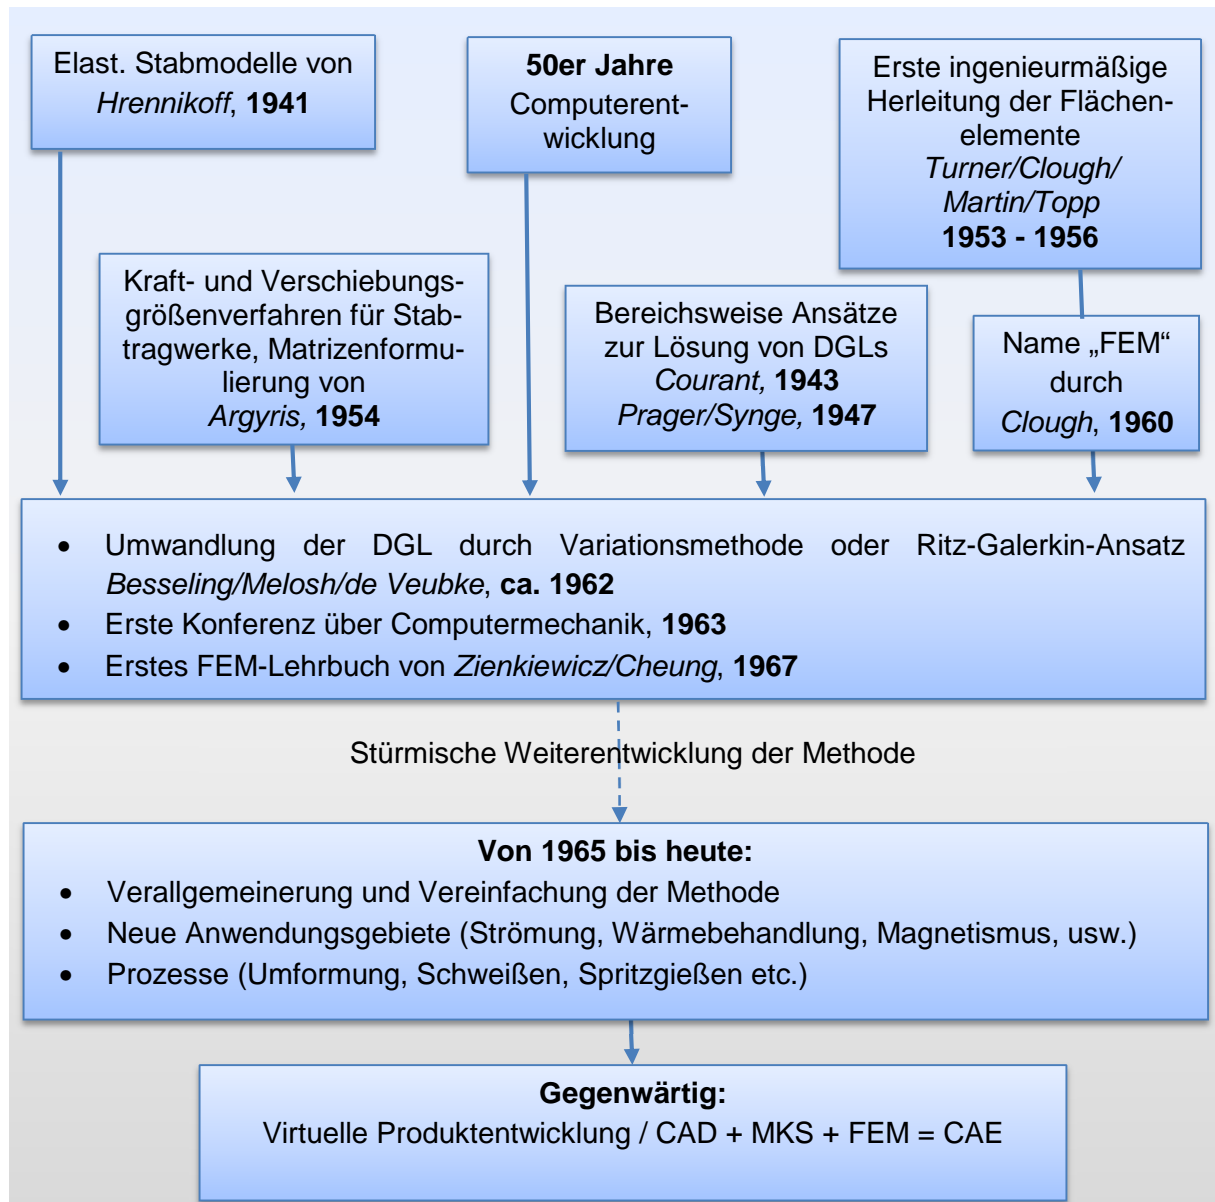 Elast. Stabmodelle von
Hrennikoff, 1941
50er Jahre
Computerent-
wicklung
Erste ingenieurmäßige
Herleitung der Flächen-
elemente
Turner/Clough/
Martin/Topp
1953 - 1956
Kraft- und Verschiebungs-
größenverfahren für Stab-
tragwerke, Matrizenformu-
lierung von
Argyris, 1954
Bereichsweise Ansätze
zur Lösung von DGLs
Courant, 1943
Prager/Synge, 1947
Name „FEM“
durch
Clough, 1960
• Umwandlung der DGL durch Variationsmethode oder Ritz-Galerkin-Ansatz
Besseling/Melosh/de Veubke, ca. 1962
• Erste Konferenz über Computermechanik, 1963
• Erstes FEM-Lehrbuch von Zienkiewicz/Cheung, 1967
Stürmische Weiterentwicklung der Methode
Von 1965 bis heute:
• Verallgemeinerung und Vereinfachung der Methode
• Neue Anwendungsgebiete (Strömung, Wärmebehandlung, Magnetismus, usw.)
• Prozesse (Umformung, Schweißen, Spritzgießen etc.)
Gegenwärtig:
Virtuelle Produktentwicklung / CAD + MKS + FEM = CAE